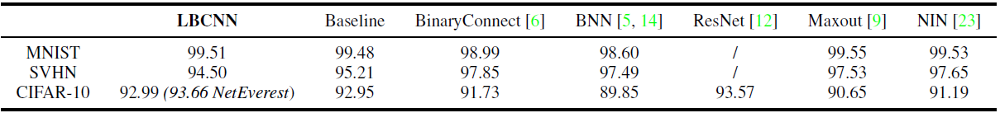 LBCNN Baseline BinaryConnect [6] BNN [5, 14] ResNet [12] Maxout [9] NIN [23]
MNIST 99.51 99.48 98.99 98.60 / 99.55 99.53
SVHN 94.50 95.21 97.85 97.49 / 97.53 97.65
CIFAR-10 92.99 (93.66 NetEverest) 92.95 91.73 89.85 93.57 90.65 91.19